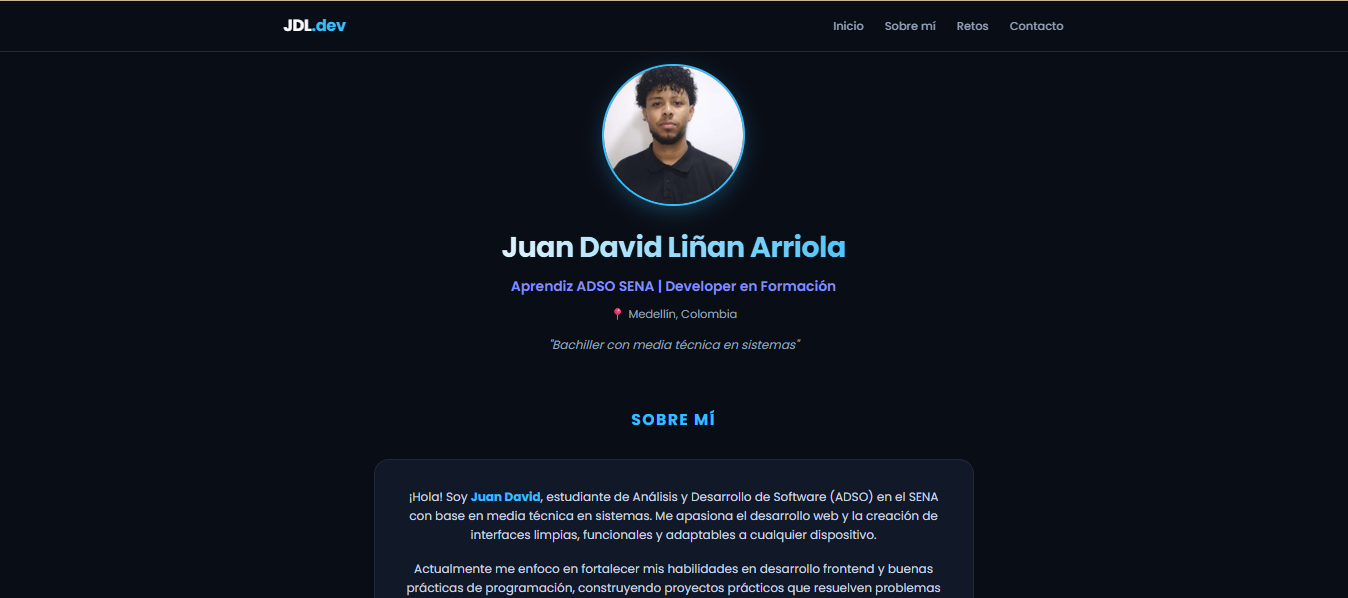 JDL.dev
Inicio Sobre mí Retos Contacto
Juan David Liñan Arriola
Aprendiz ADSO SENA | Developer en Formación
Medellín, Colombia
"Bachiller con media técnica en sistemas"
SOBRE MÍ
¡Hola! Soy Juan David, estudiante de Análisis y Desarrollo de Software (ADSO) en el SENA
con base en media técnica en sistemas. Me apasiona el desarrollo web y la creación de
interfaces limpias, funcionales y adaptables a cualquier dispositivo.
Actualmente me enfoco en fortalecer mis habilidades en desarrollo frontend y buenas
prácticas de programación, construyendo proyectos prácticos que resuelven problemas